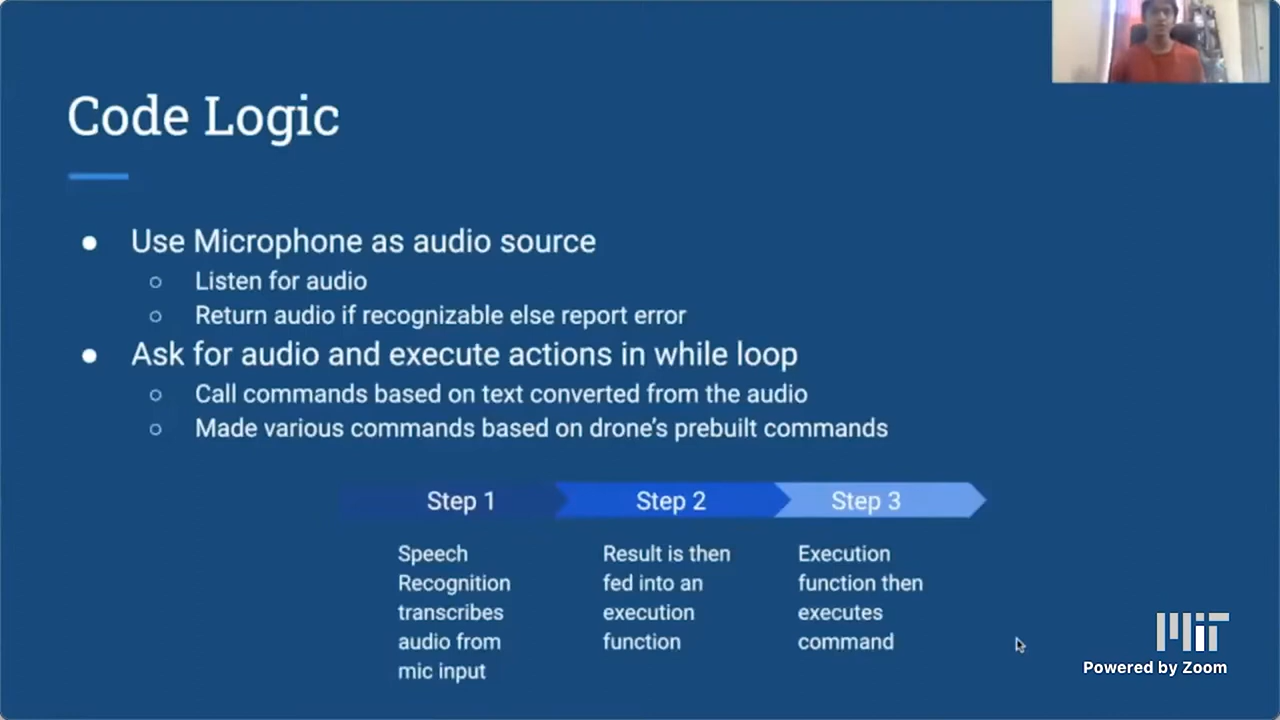 Code Logic
Use Microphone as audio source
Listen for audio
Return audio if recognizable else report error
Ask for audio and execute actions in while loop
Call commands based on text converted from the audio
Made various commands based on drone's prebuilt commands
Step 1
Step 2
Step 3
Speech
Recognition
transcribes
audio from
mic input
Result is then
fed into an
execution
function
Execution
function then
executes
command
MIT
Powered by Zoom